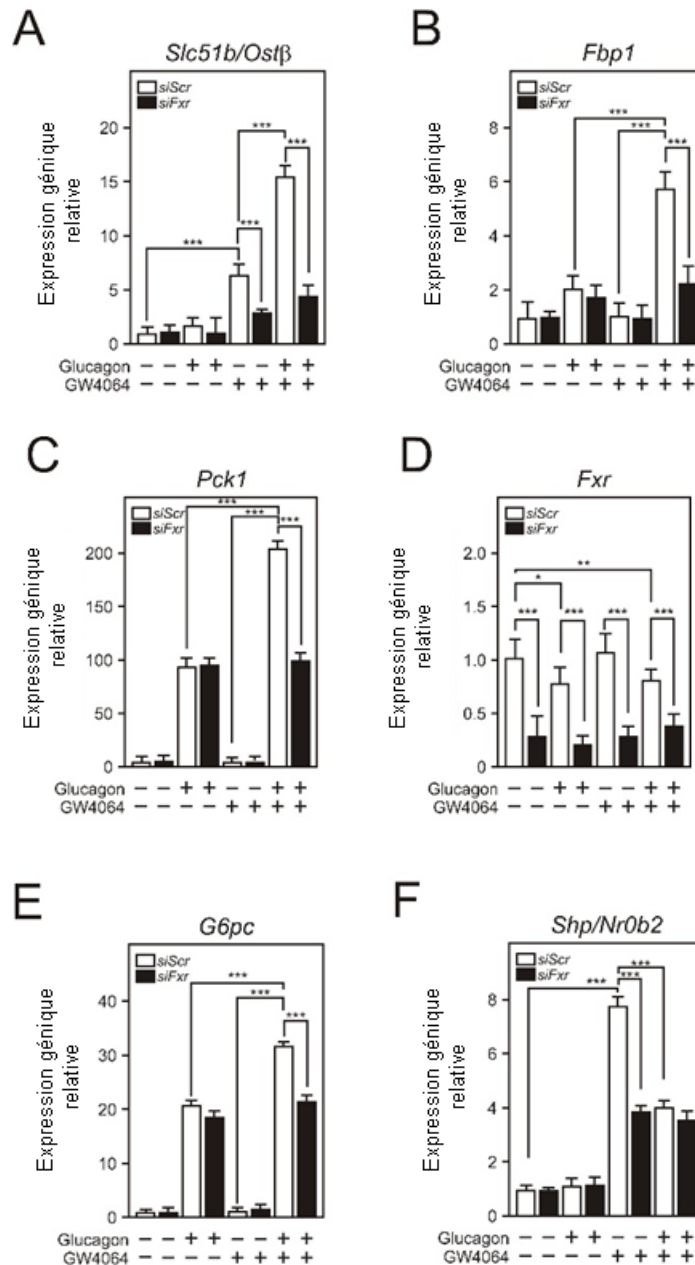 A
Slc51b/Ostβ
siScr
siFxr
Expression génique
relative
20
15
10
5
0
***
***
***
***
Glucagon − − + + − − + +
GW4064 − − − − + + + +
B
Fbp1
siScr
siFxr
Expression génique
relative
8
6
4
2
0
***
***
***
Glucagon − − + + − − + +
GW4064 − − − − + + + +
C
Pck1
siScr
siFxr
Expression génique
relative
200
150
100
50
0
***
***
***
Glucagon − − + + − − + +
GW4064 − − − − + + + +
D
Fxr
siScr
siFxr
Expression génique
relative
2.0
1.5
1.0
0.5
0.0
**
*
***
***
***
***
Glucagon − − + + − − + +
GW4064 − − − − + + + +
E
G6pc
siScr
siFxr
Expression génique
relative
40
30
20
10
0
***
***
***
Glucagon − − + + − − + +
GW4064 − − − − + + + +
F
Shp/Nr0b2
siScr
siFxr
Expression génique
relative
8
6
4
2
0
***
***
***
Glucagon − − + + − − + +
GW4064 − − − − + + + +